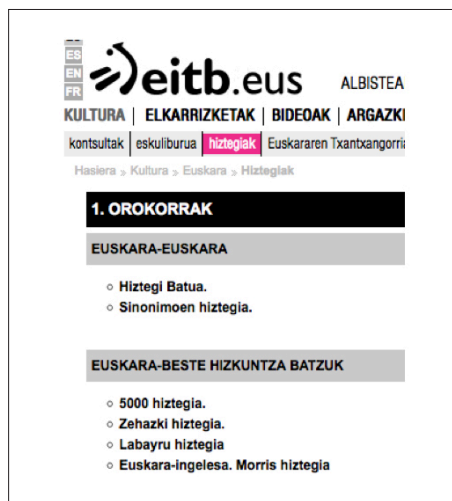 ES
EN
FR
eitb.eus
ALBISTEA
KULTURA | ELKARRIZKETAK | BIDEOAK | ARGAZKI
kontsultak | eskuliburua | hiztegiak | Euskararen Txantxangorria
Hasiera » Kultura » Euskara » Hiztegiak
1. OROKORRAK
EUSKARA-EUSKARA
Hiztegi Batua.
Sinonimoen hiztegia.
EUSKARA-BESTE HIZKUNTZA BATZUK
5000 hiztegia.
Zehazki hiztegia.
Labayru hiztegia
Euskara-ingelesa. Morris hiztegia